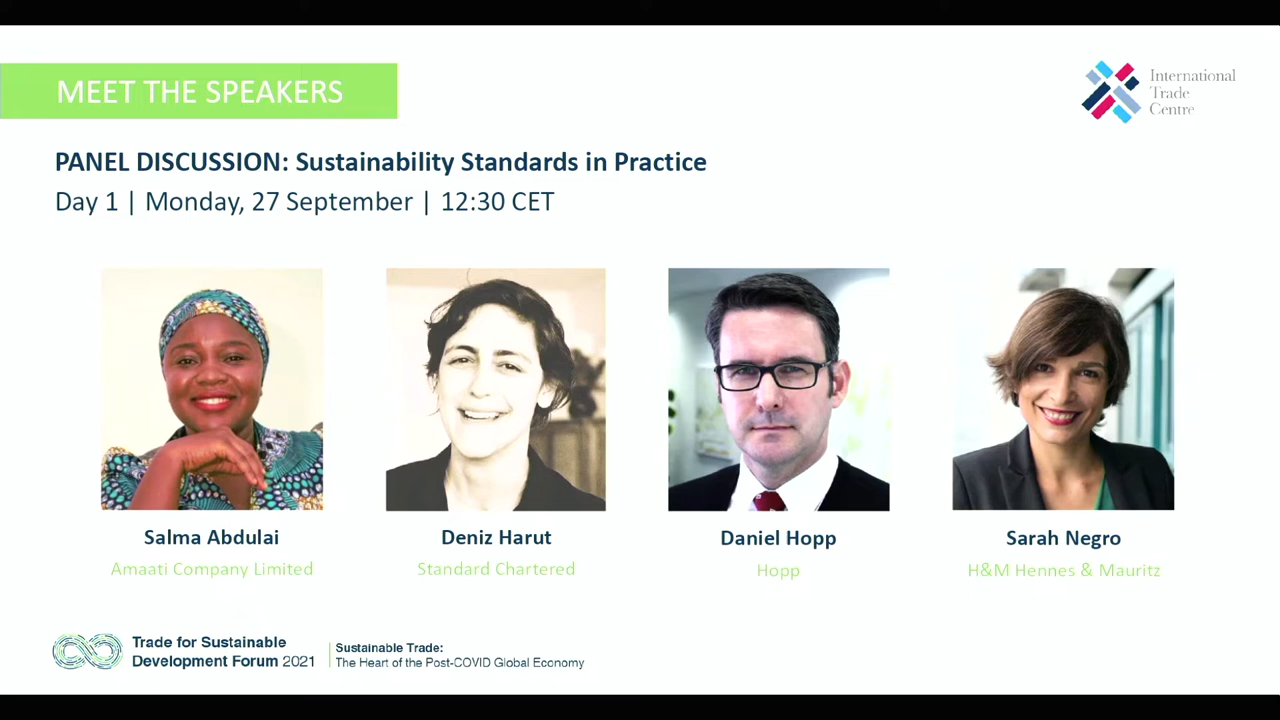 MEET THE SPEAKERS
International
Trade
Centre
PANEL DISCUSSION: Sustainability Standards in Practice
Day 1 | Monday, 27 September | 12:30 CET
Salma Abdulai
Amaati Company Limited
Deniz Harut
Standard Chartered
Daniel Hopp
Hopp
Sarah Negro
H&M Hennes & Mauritz
Trade for Sustainable
Development Forum 2021
Sustainable Trade:
The Heart of the Post-COVID Global Economy